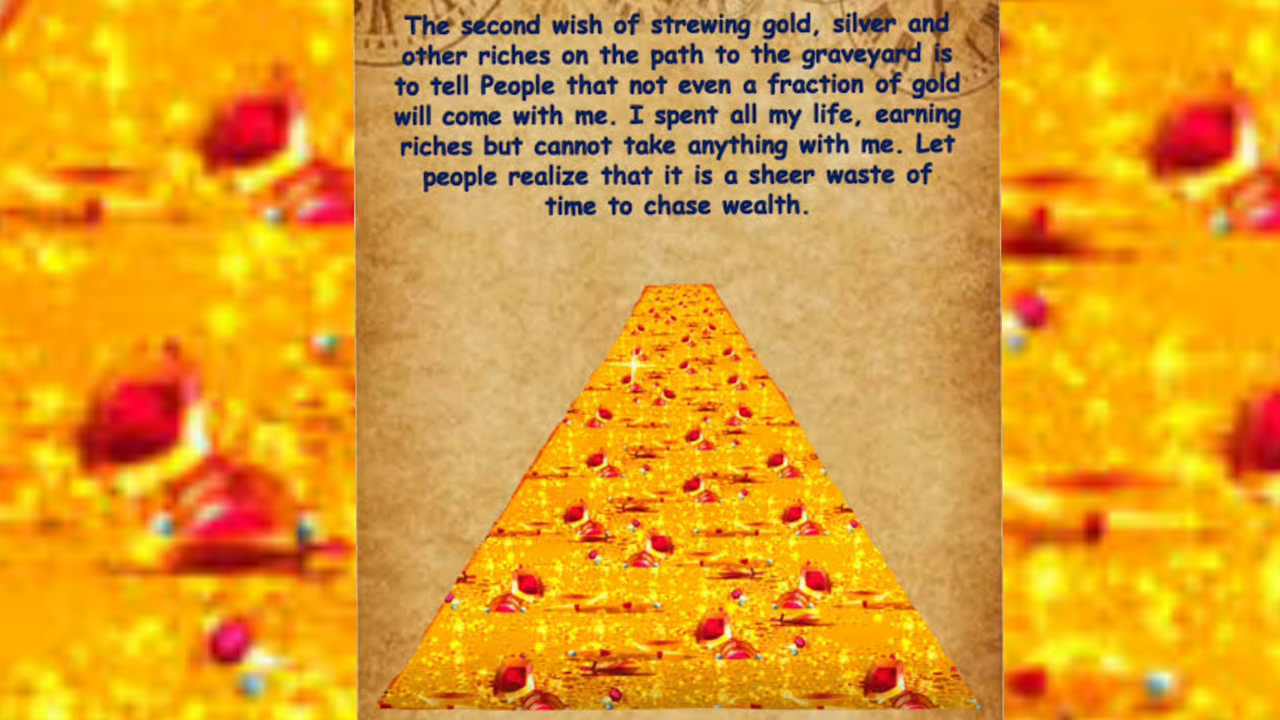 The second wish of strewing gold, silver and
other riches on the path to the graveyard is
to tell People that not even a fraction of gold
will come with me. I spent all my life, earning
riches but cannot take anything with me. Let
people realize that it is a sheer waste of
time to chase wealth.